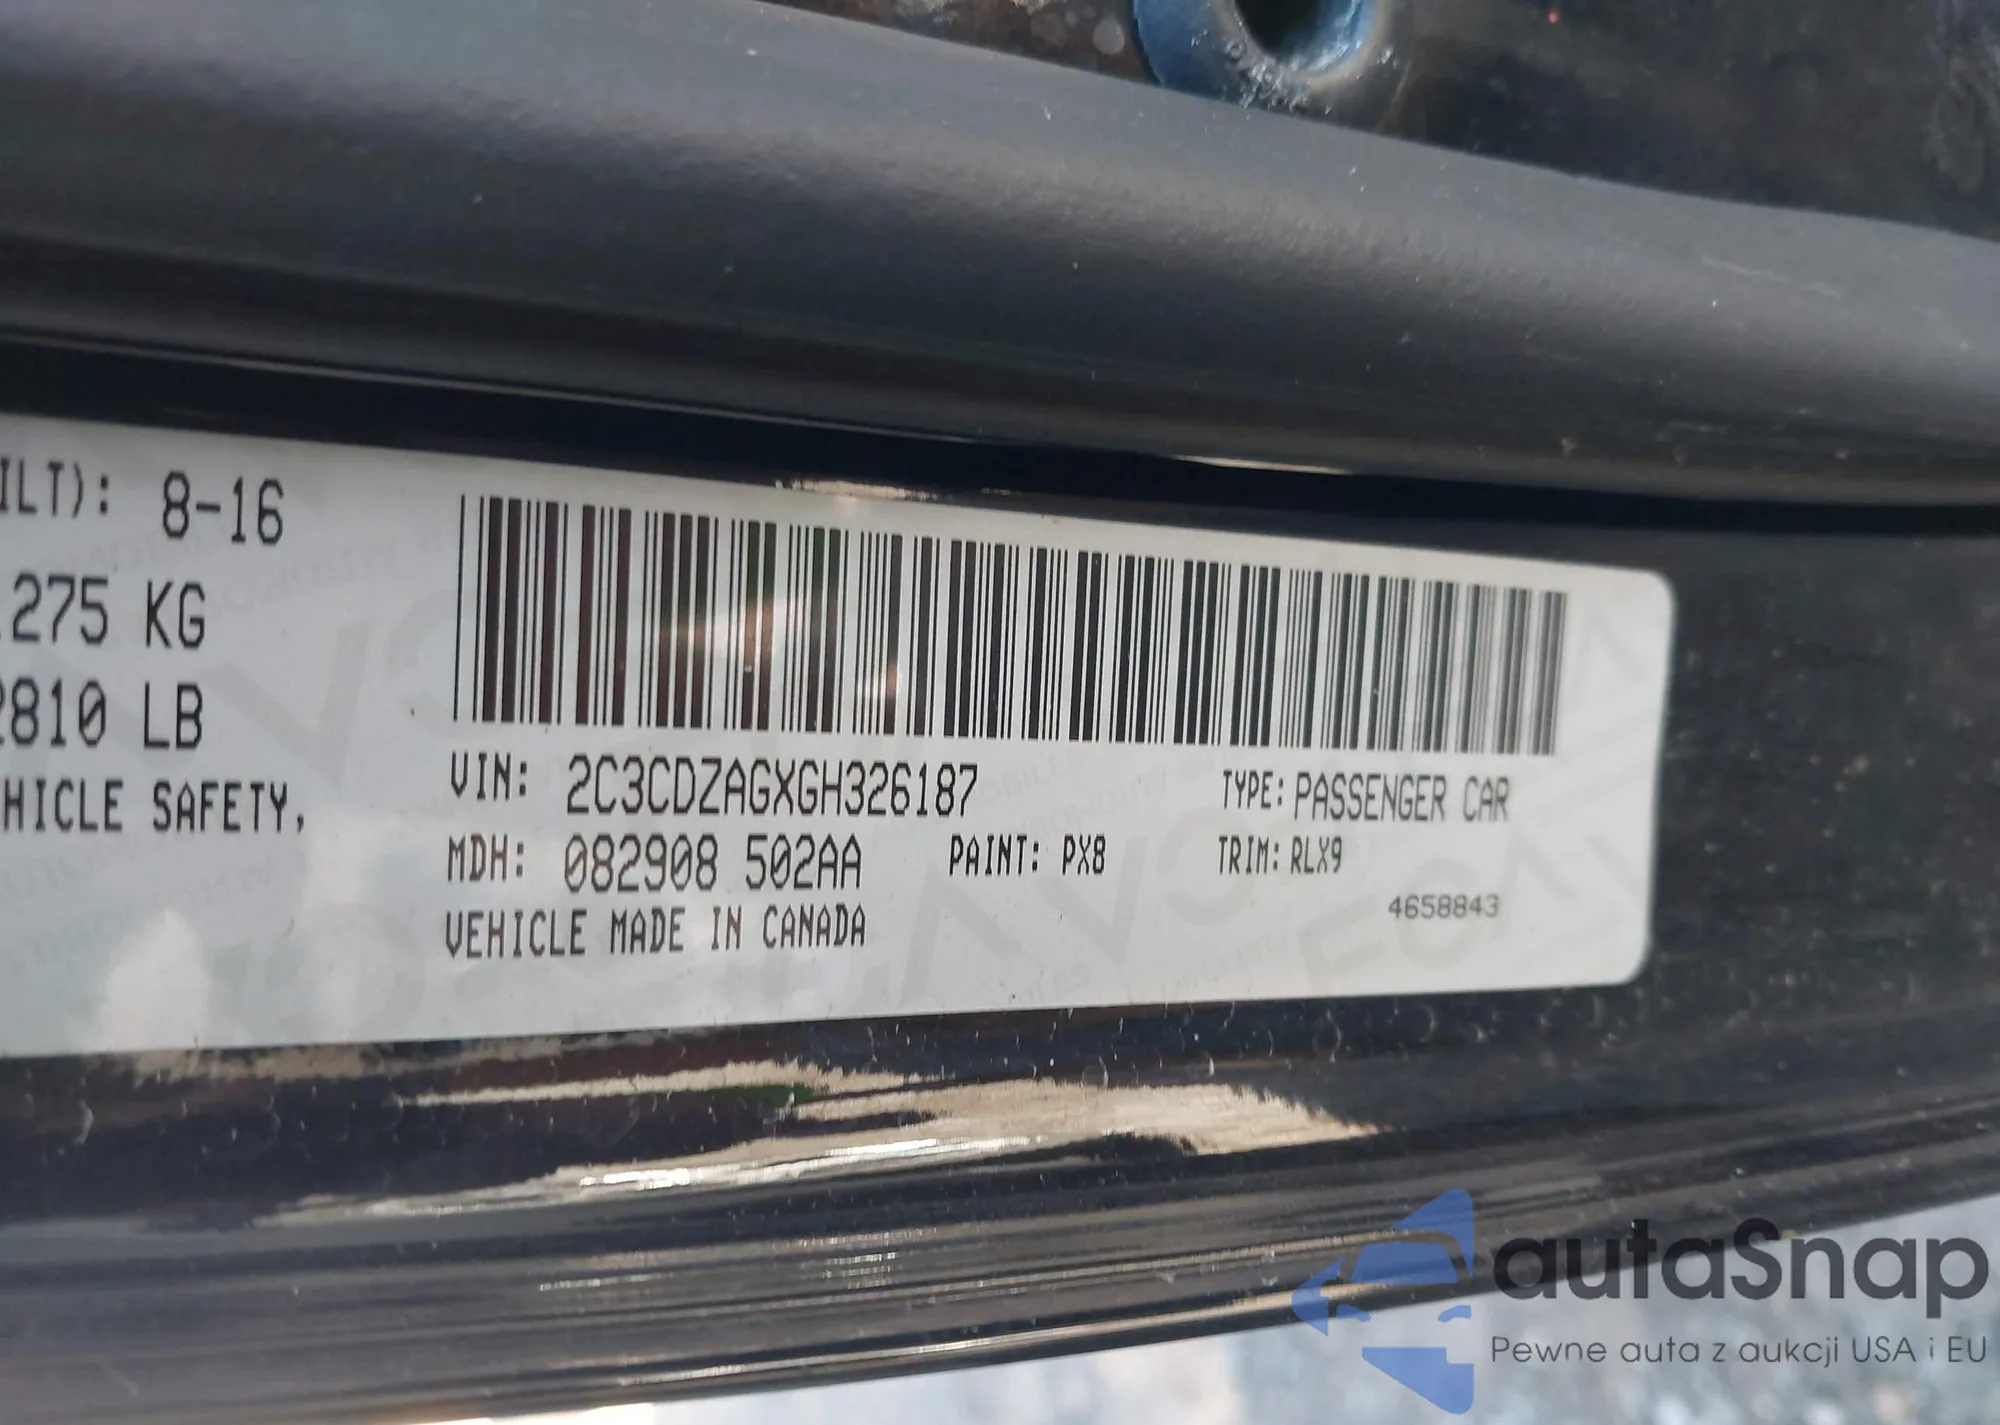 ILT): 8-16
275 KG
2810 LB
HICLE SAFETY,
VIN: 2C3CDZAGXGH326187
TYPE: PASSENGER CAR
MDH: 082908 502AA
PAINT: PX8
TRIM: RLX9
VEHICLE MADE IN CANADA
4658843
autaSnap
Pewne auta z aukcji USA i EU